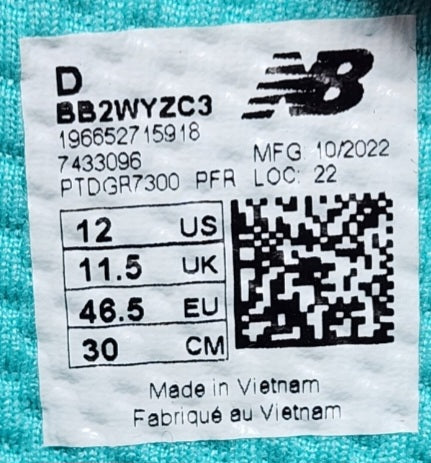 D
BB2WYZC3
NB
196652715918
7433096
MFG. 10/2022
PTDGR7300 PFR LOC: 22
12 US
11.5 UK
46.5 EU
30 CM
Made in Vietnam
Fabriqué au Vietnam